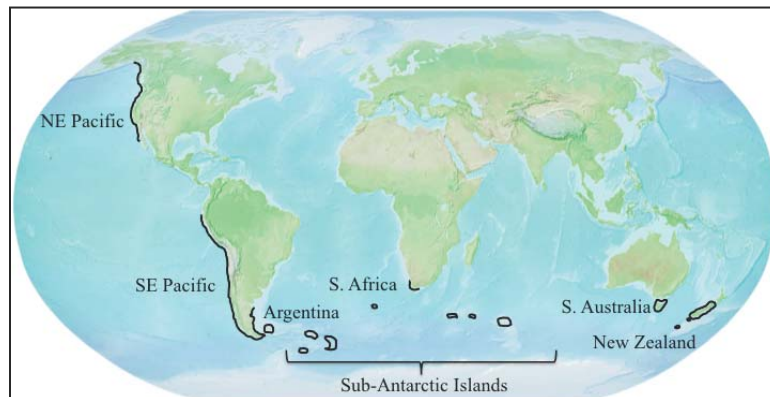 NE Pacific
SE Pacific
S. Africa
Argentina
S. Australia
New Zealand
Sub-Antarctic Islands